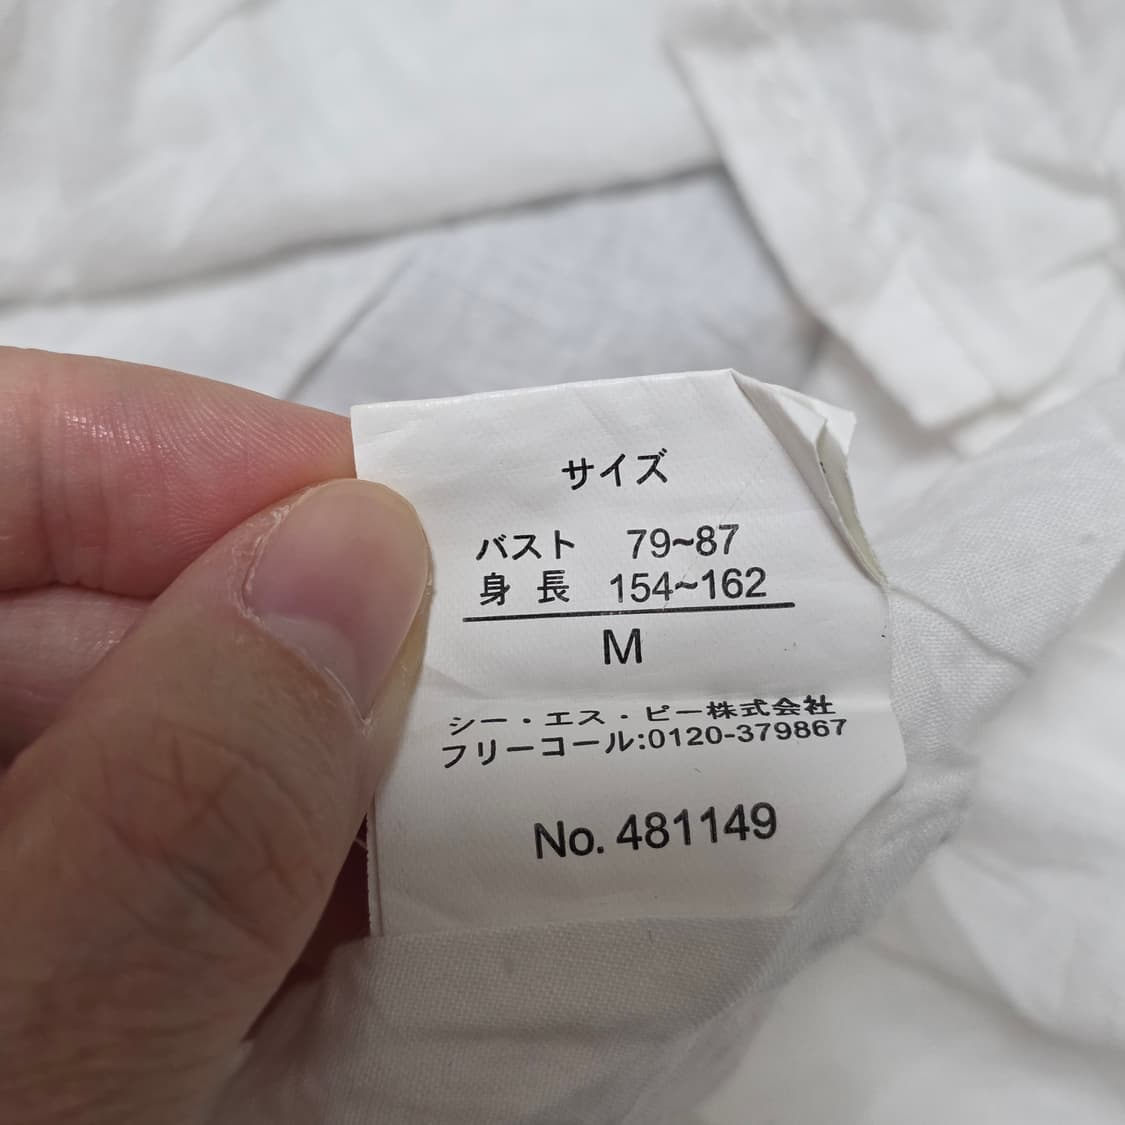 サイズ
バスト 79~87
身 長 154~162
M
シー・エス・ピー株式会社
フリーコール:0120-379867
No. 481149